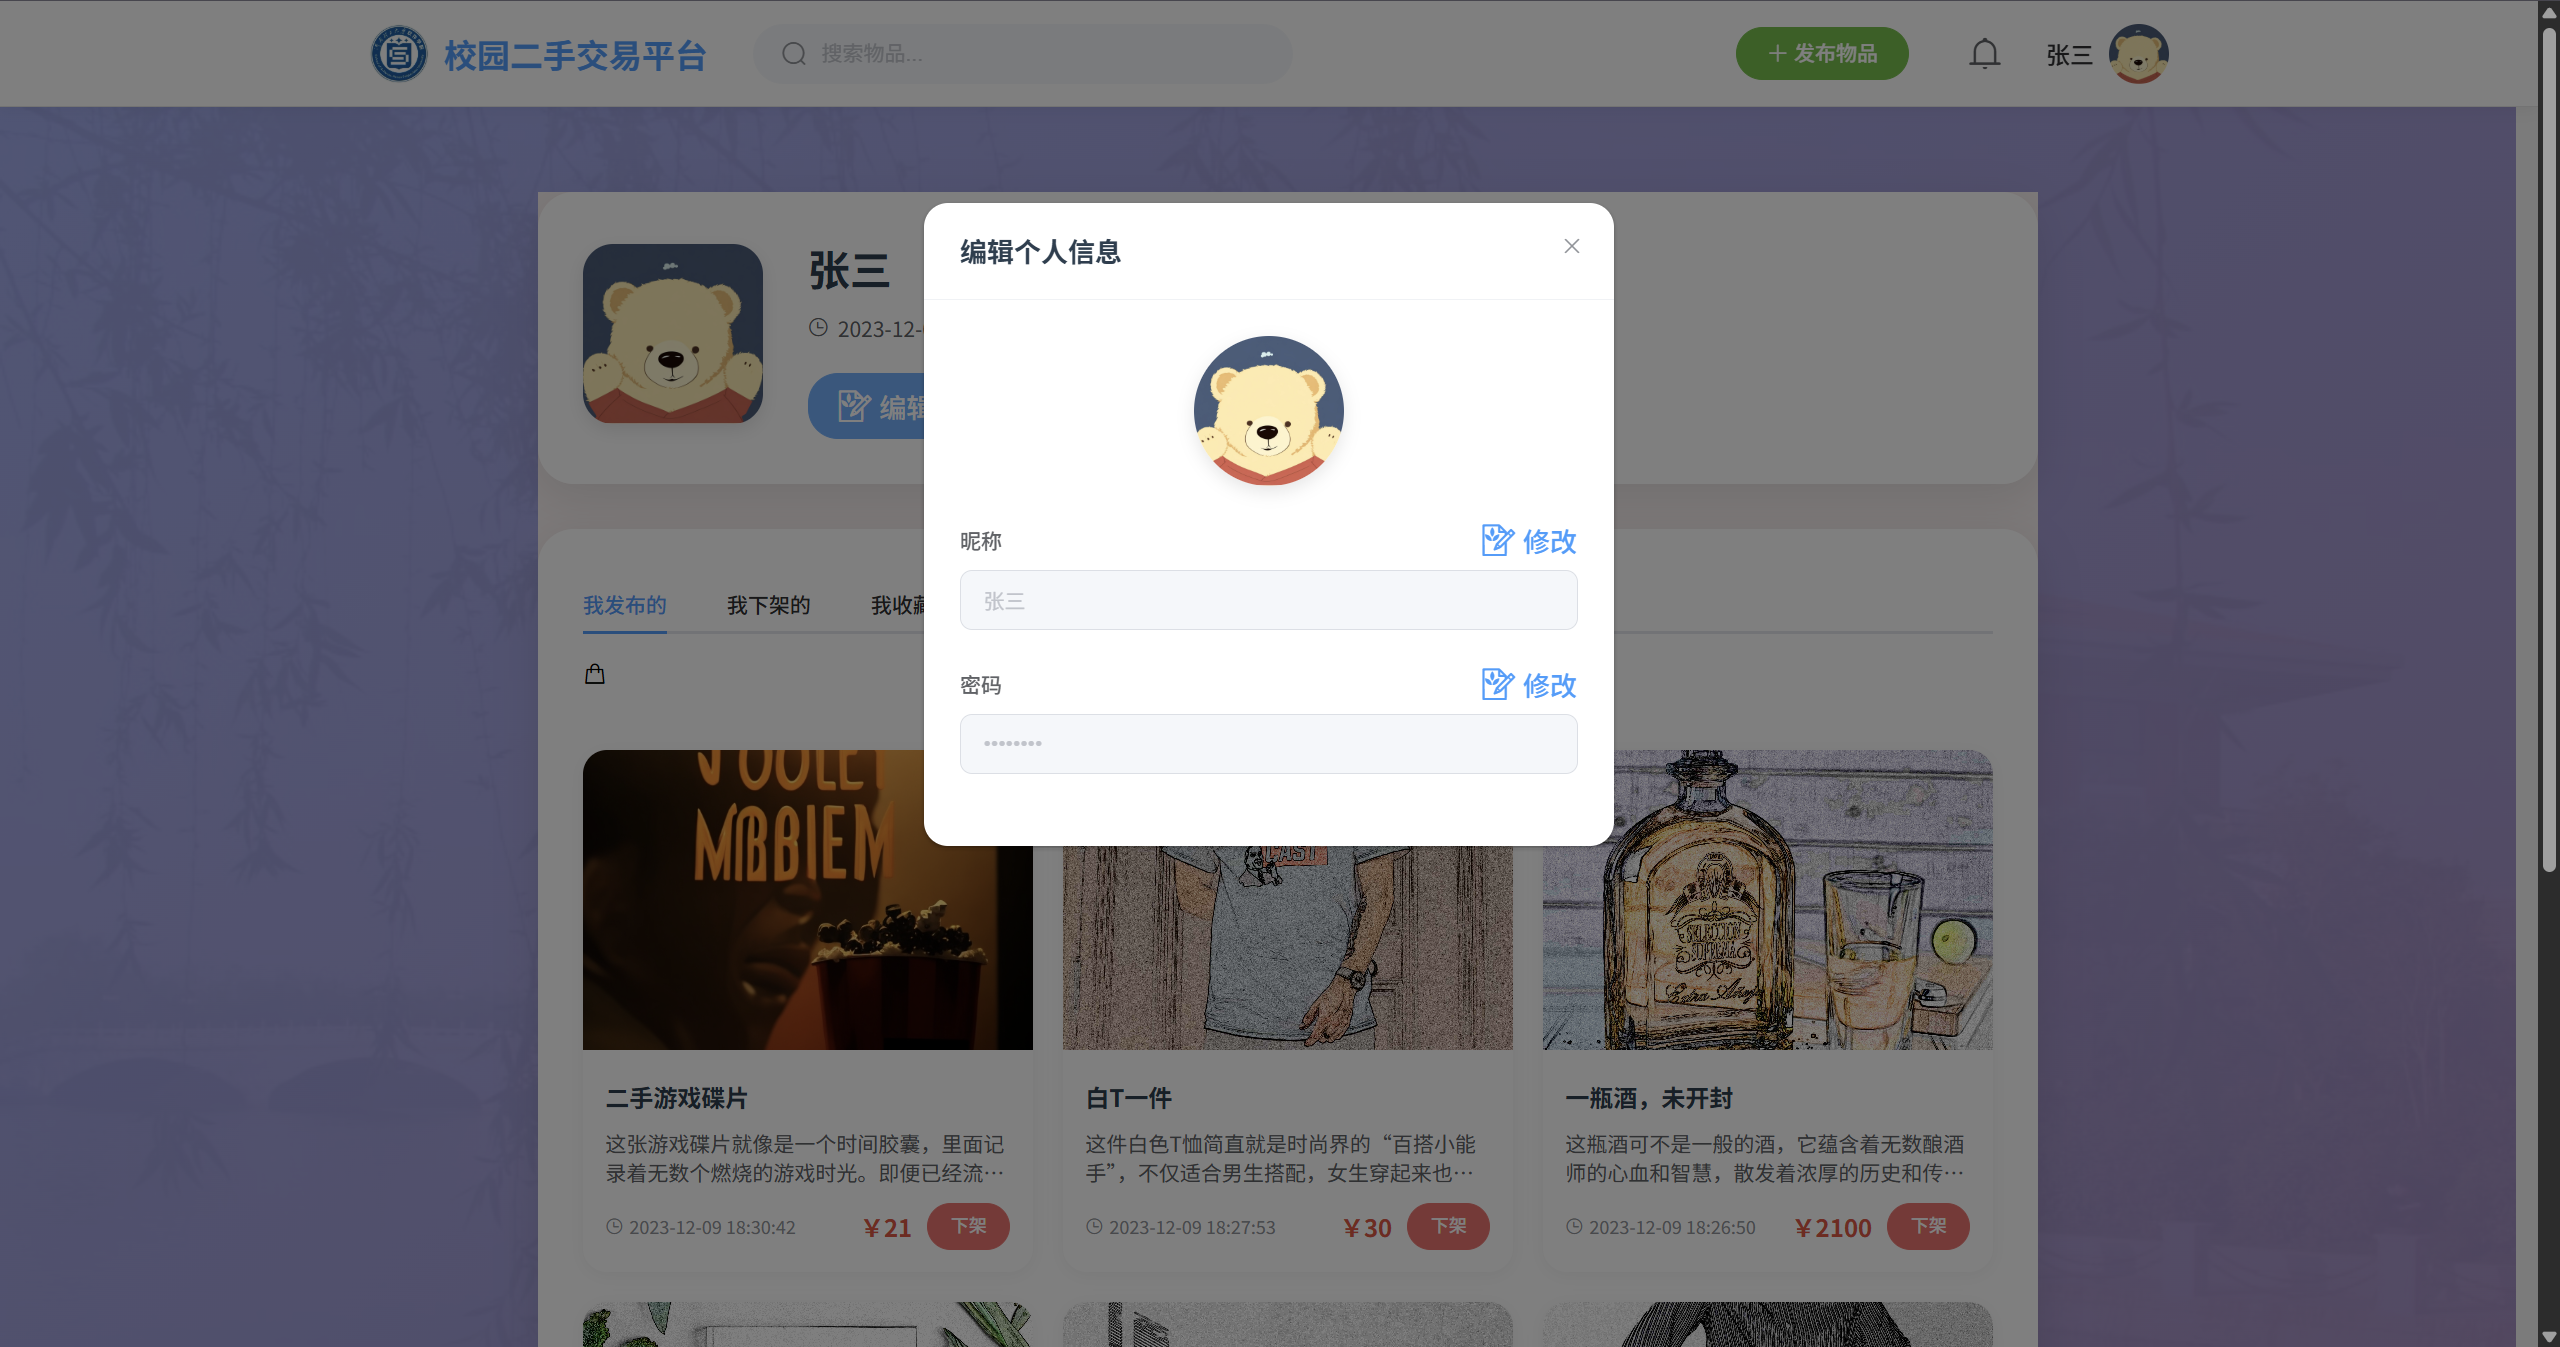 校园二手交易平台
搜索物品...
发布物品
张三
张三
2023-12-
编辑
编辑个人信息
昵称
修改
张三
密码
修改
••••••••
我发布的
我下架的
我收藏
MBBIEM
CAST
二手游戏碟片
这张游戏碟片就像是一个时间胶囊，里面记
录着无数个燃烧的游戏时光。即便已经流…
2023-12-09 18:30:42
￥21
下架
白T一件
这件白色T恤简直就是时尚界的“百搭小能
手”，不仅适合男生搭配，女生穿起来也…
2023-12-09 18:27:53
￥30
下架
一瓶酒，未开封
这瓶酒可不是一般的酒，它蕴含着无数酿酒
师的心血和智慧，散发着浓厚的历史和传…
2023-12-09 18:26:50
￥2100
下架